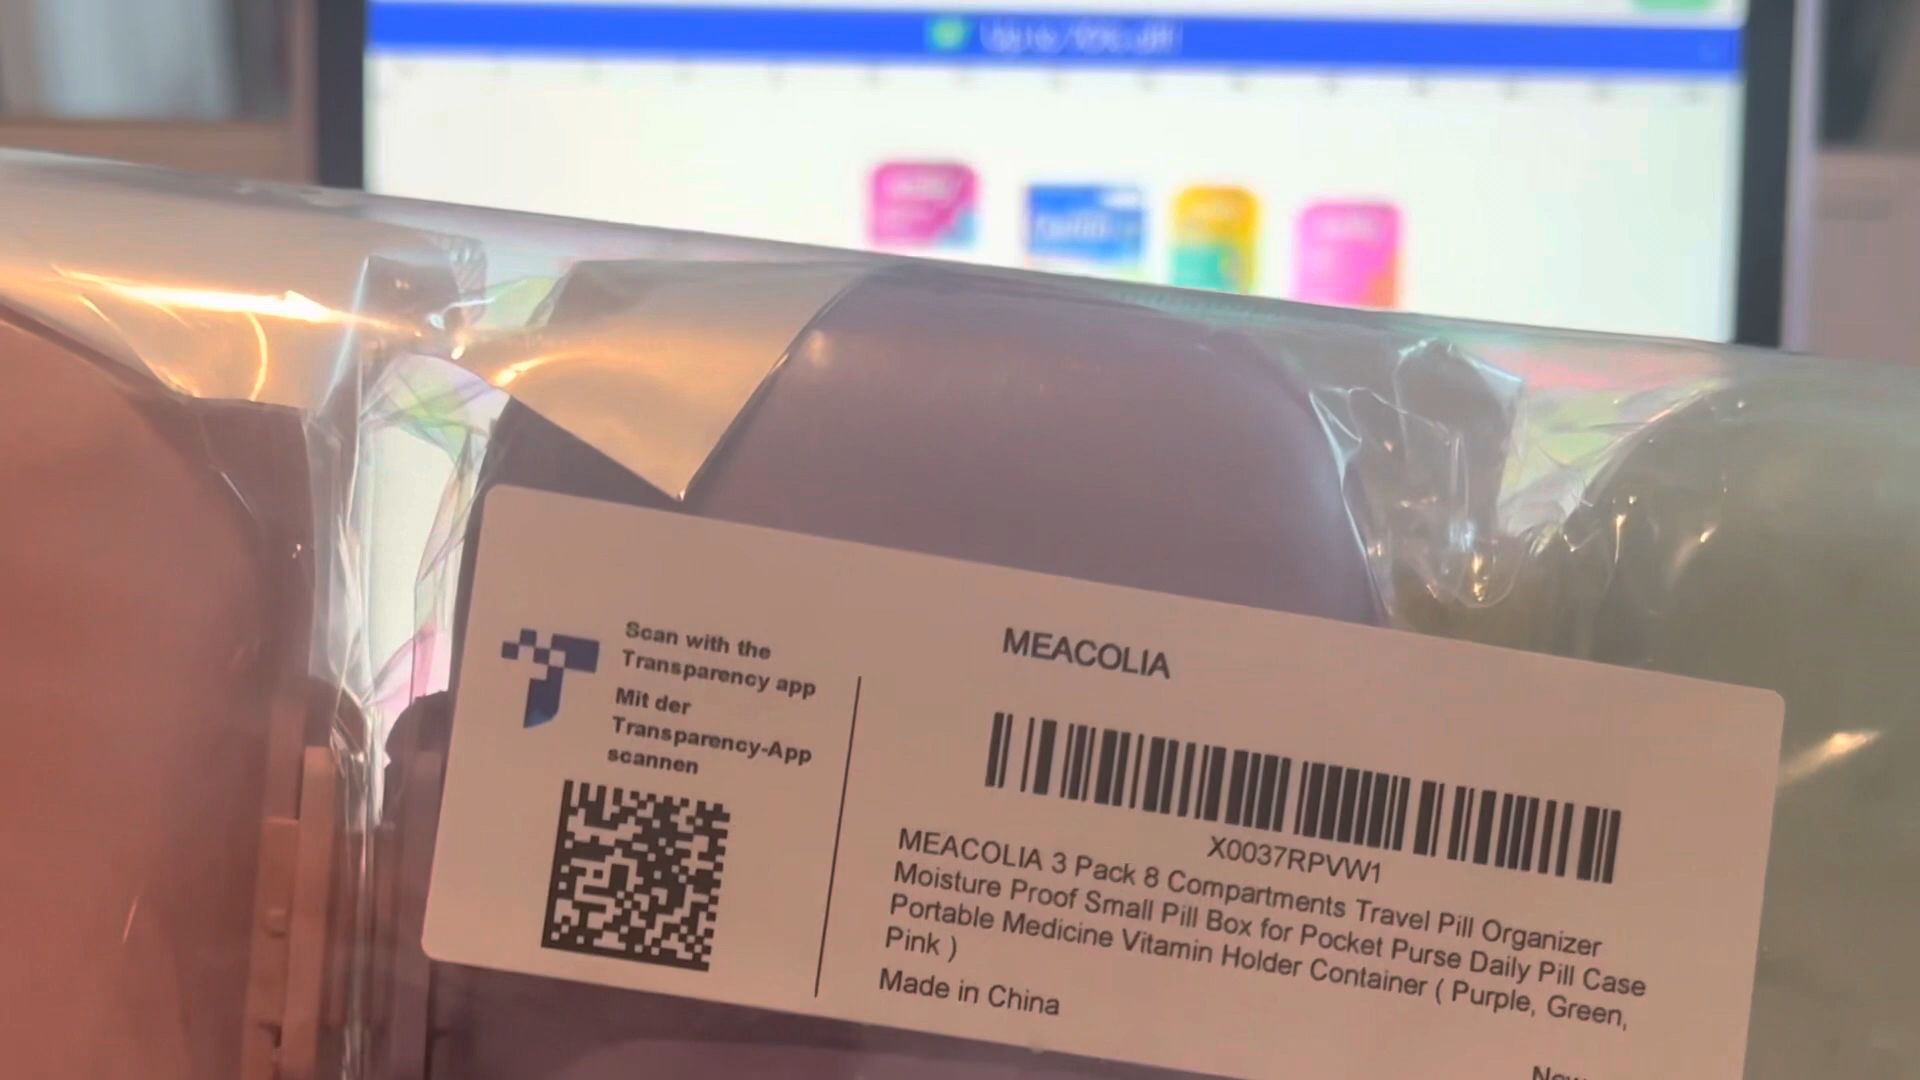 Scan with the
Transparency app
Mit der
Transparency-App
scannen
MEACOLIA
X0037RPVW1
MEACOLIA 3 Pack 8 Compartments Travel Pill Organizer
Moisture Proof Small Pill Box for Pocket Purse Daily Pill Case
Portable Medicine Vitamin Holder Container ( Purple, Green,
Pink )
Made in China